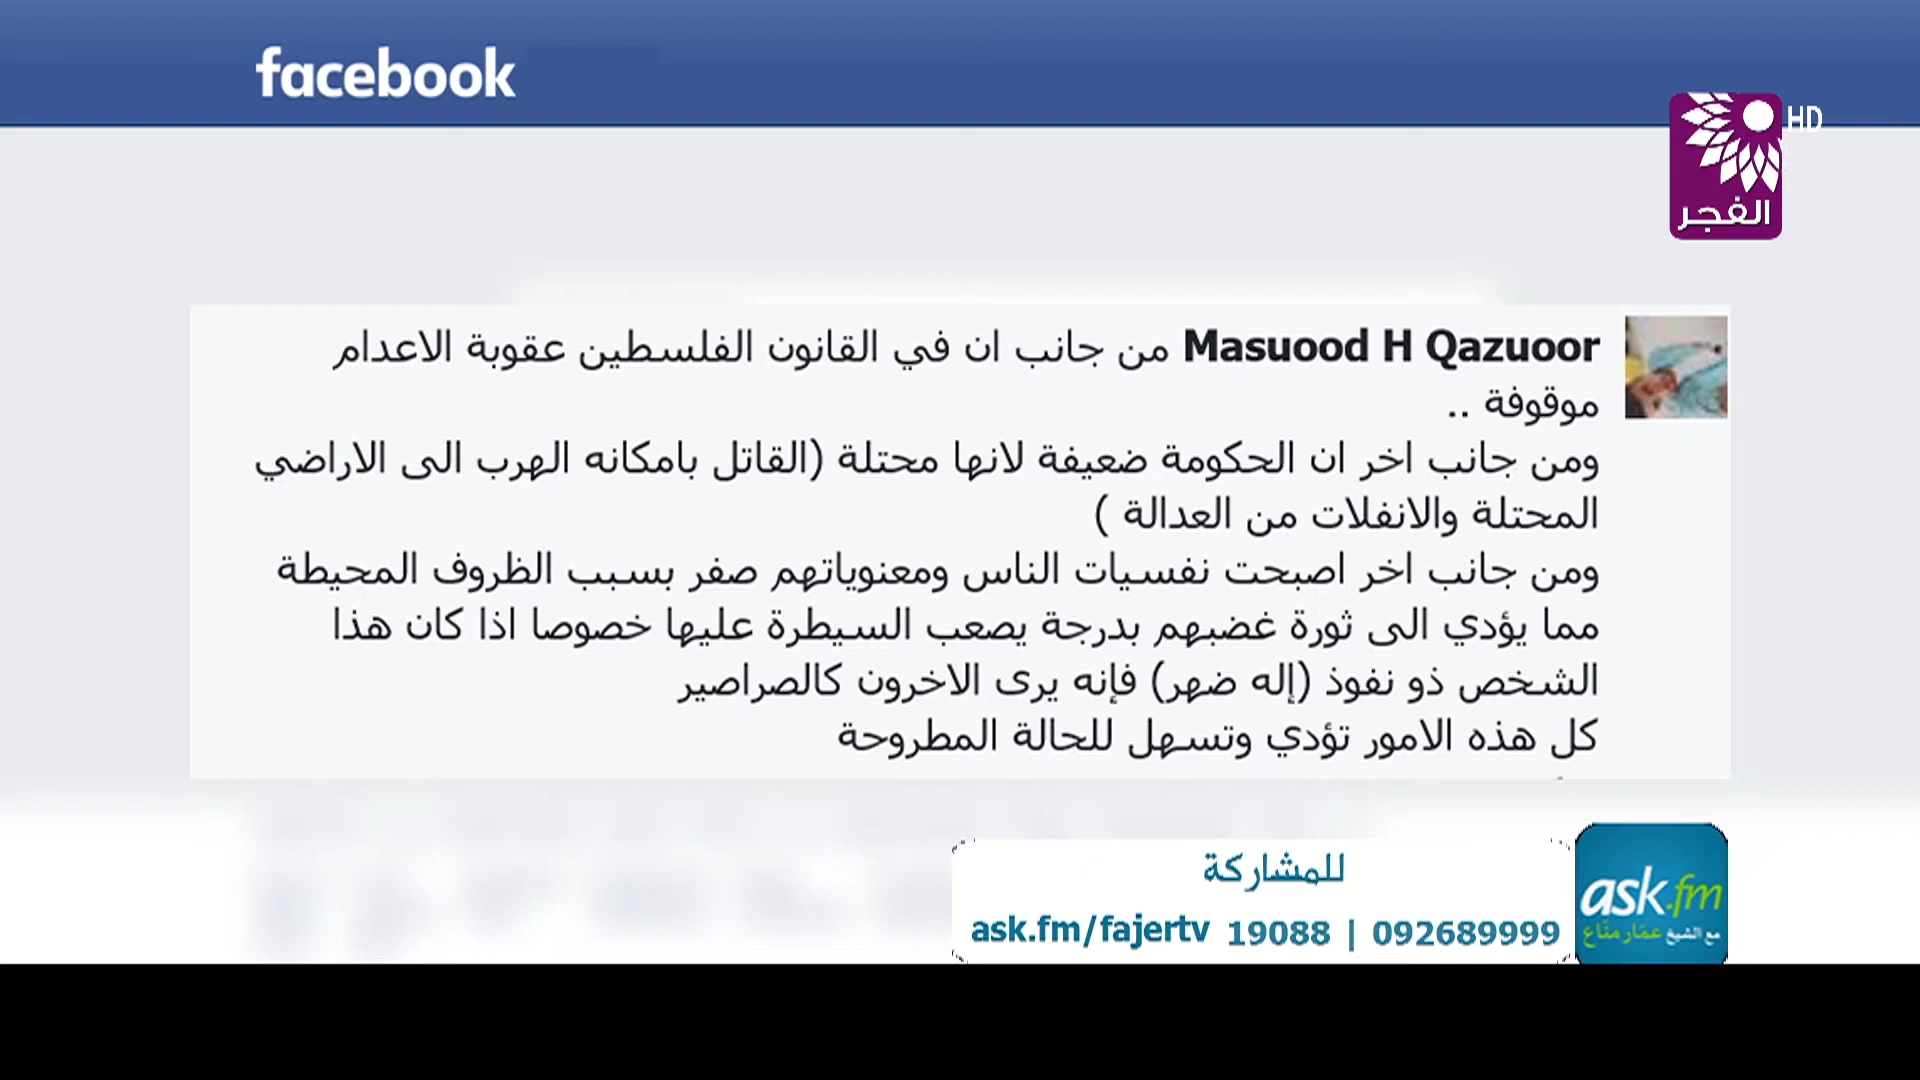 facebook
HD
الفجر
Masuood H Qazuoor من جانب ان في القانون الفلسطين عقوبة الاعدام
موقوفة ..
ومن جانب اخر ان الحكومة ضعيفة لانها محتلة (القاتل بامكانه الهرب الى الاراضي
المحتلة والانفلات من العدالة )
ومن جانب اخر اصبحت نفسيات الناس ومعنوياتهم صفر بسبب الظروف المحيطة
مما يؤدي الى ثورة غضبهم بدرجة يصعب السيطرة عليها خصوصا اذا كان هذا
الشخص ذو نفوذ (إله ضهر) فإنه يرى الاخرون كالصراصير
كل هذه الامور تؤدي وتسهل للحالة المطروحة
للمشاركة
ask.fm/fajertv 19088 | 092689999
ask.fm
مع الشيخ عمّار منّاع